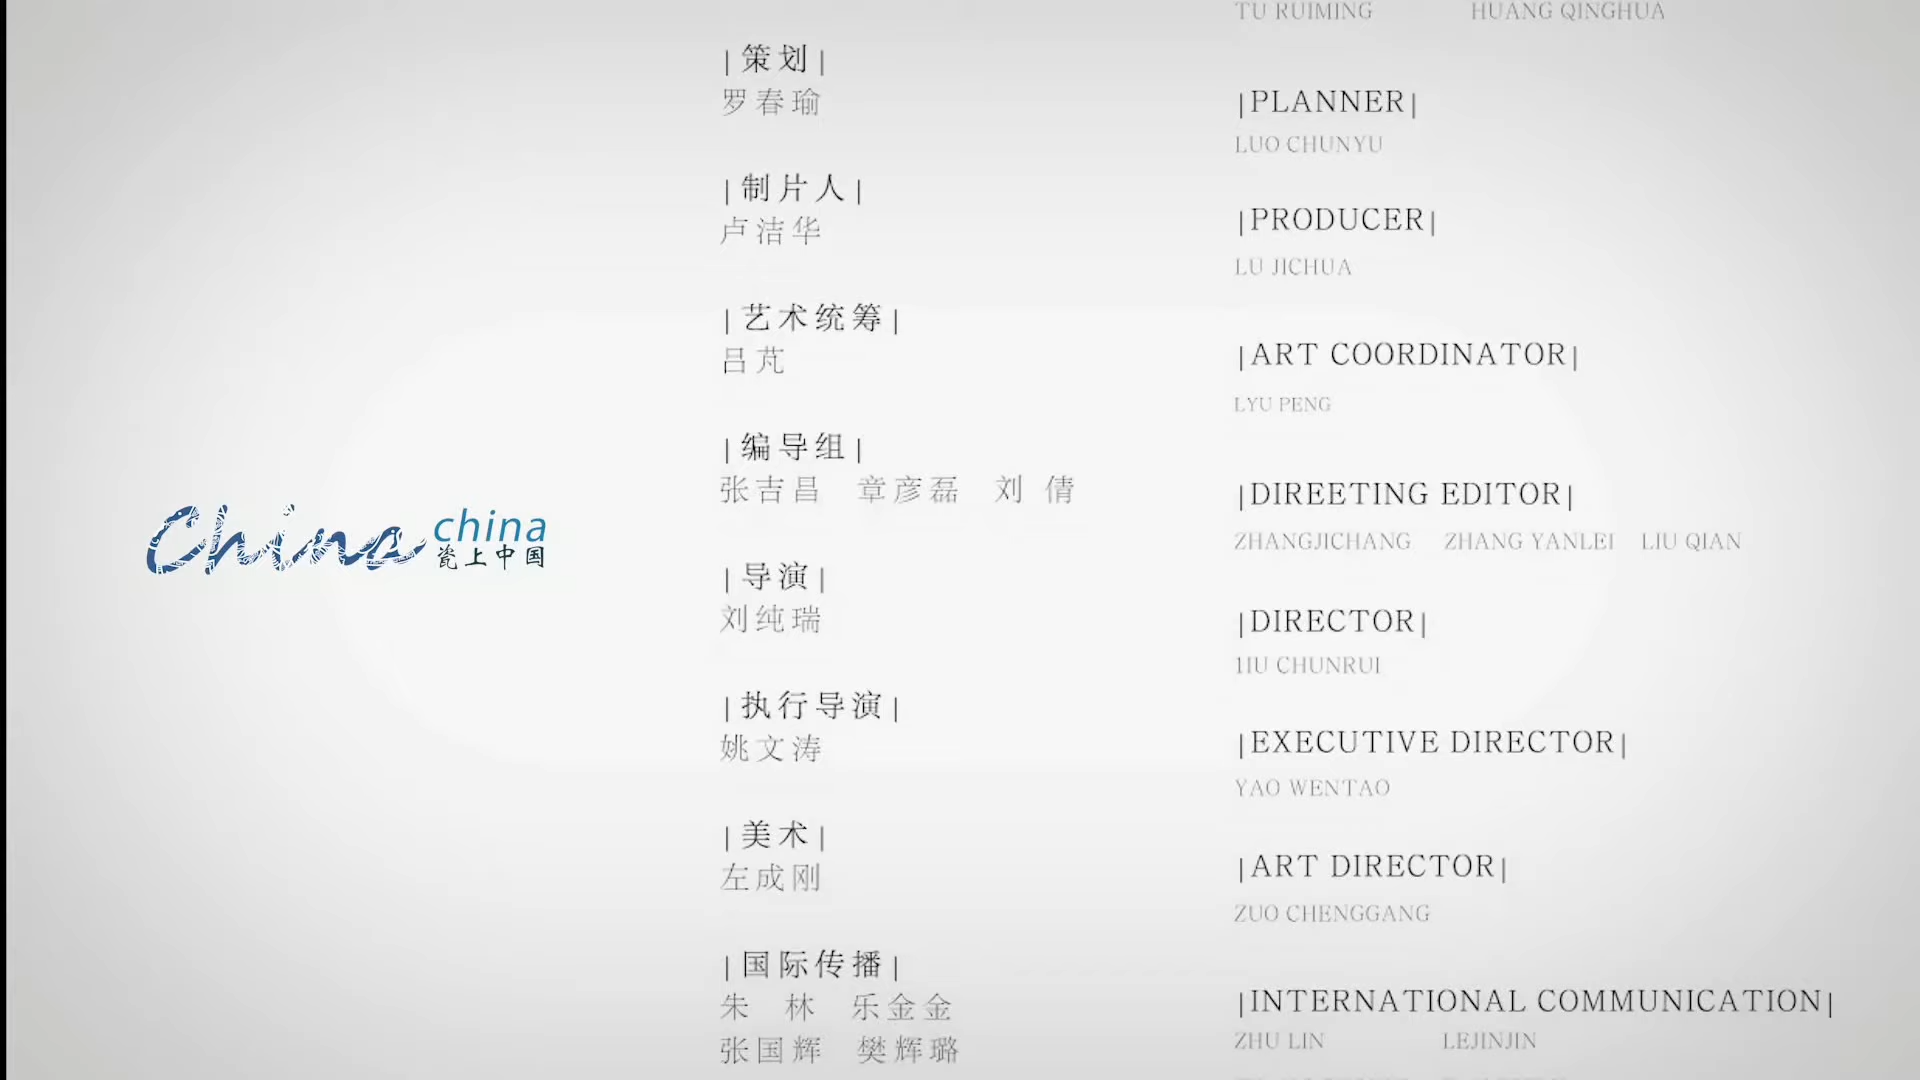 China china
瓷上中国
|策划|
罗春瑜
|制片人|
卢洁华
|艺术统筹|
吕芃
|编导组|
张吉昌 章彦磊 刘 倩
|导演|
刘纯瑞
|执行导演|
姚文涛
|美术|
左成刚
|国际传播|
朱 林 乐金金
张国辉 樊辉璐
TU RUIMING HUANG QINGHUA
|PLANNER|
LUO CHUNYU
|PRODUCER|
LU JICHUA
|ART COORDINATOR|
LYU PENG
|DIREETING EDITOR|
ZHANGJICHANG ZHANG YANLEI LIU QIAN
|DIRECTOR|
1IU CHUNRUI
|EXECUTIVE DIRECTOR|
YAO WENTAO
|ART DIRECTOR|
ZUO CHENGGANG
|INTERNATIONAL COMMUNICATION|
ZHU LIN LEJINJIN